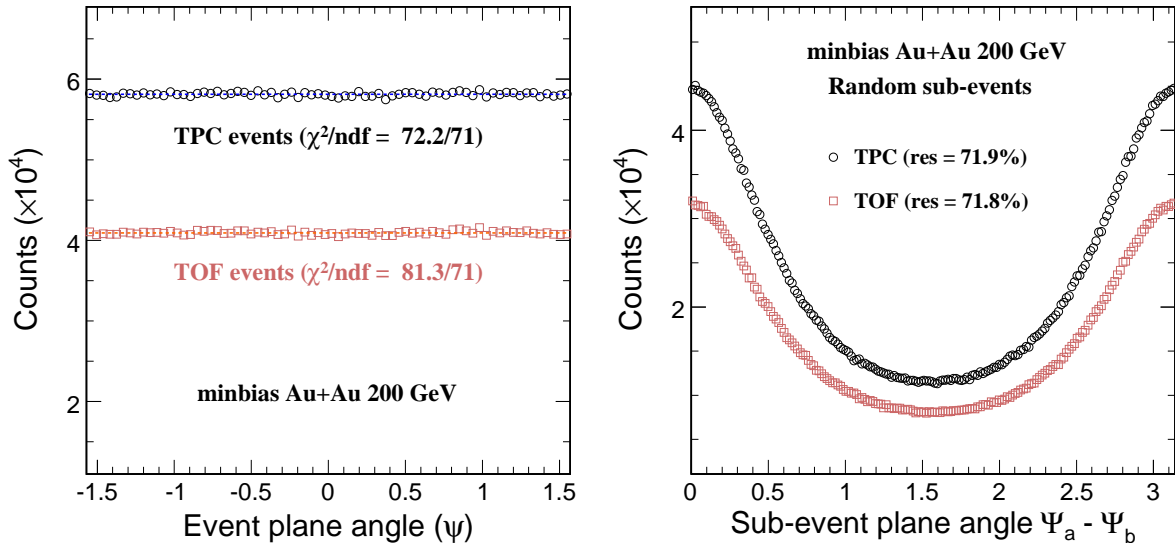 6
4
2
Counts (×10⁴)
TPC events (χ²/ndf = 72.2/71)
TOF events (χ²/ndf = 81.3/71)
minbias Au+Au 200 GeV
-1.5 -1 -0.5 0 0.5 1 1.5
Event plane angle (ψ)
4
2
Counts (×10⁴)
minbias Au+Au 200 GeV
Random sub-events
TPC (res = 71.9%)
TOF (res = 71.8%)
0 0.5 1 1.5 2 2.5 3
Sub-event plane angle Ψ_a - Ψ_b